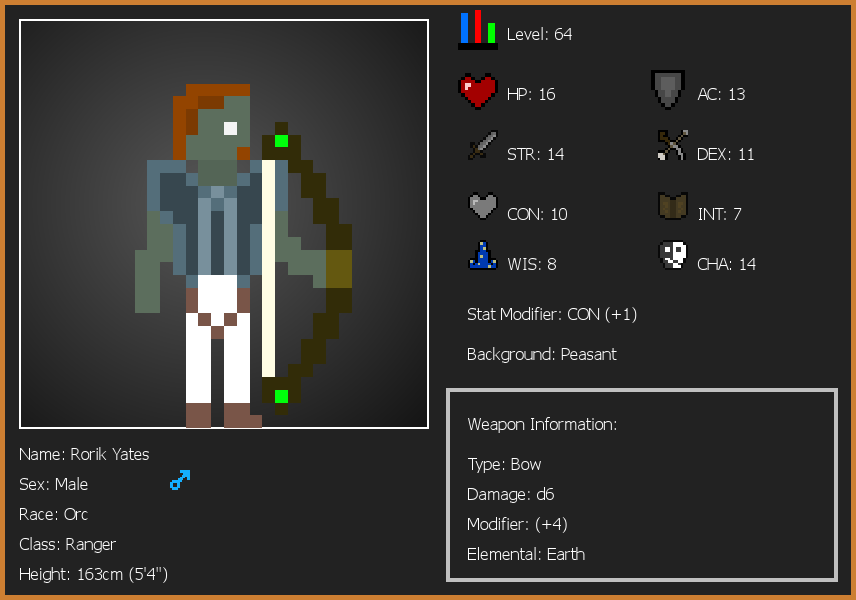 Level: 64
HP: 16
AC: 13
STR: 14
DEX: 11
CON: 10
INT: 7
WIS: 8
CHA: 14
Stat Modifier: CON (+1)
Background: Peasant
Weapon Information:
Type: Bow
Damage: d6
Modifier: (+4)
Elemental: Earth
Name: Rorik Yates
Sex: Male
Race: Orc
Class: Ranger
Height: 163cm (5'4")